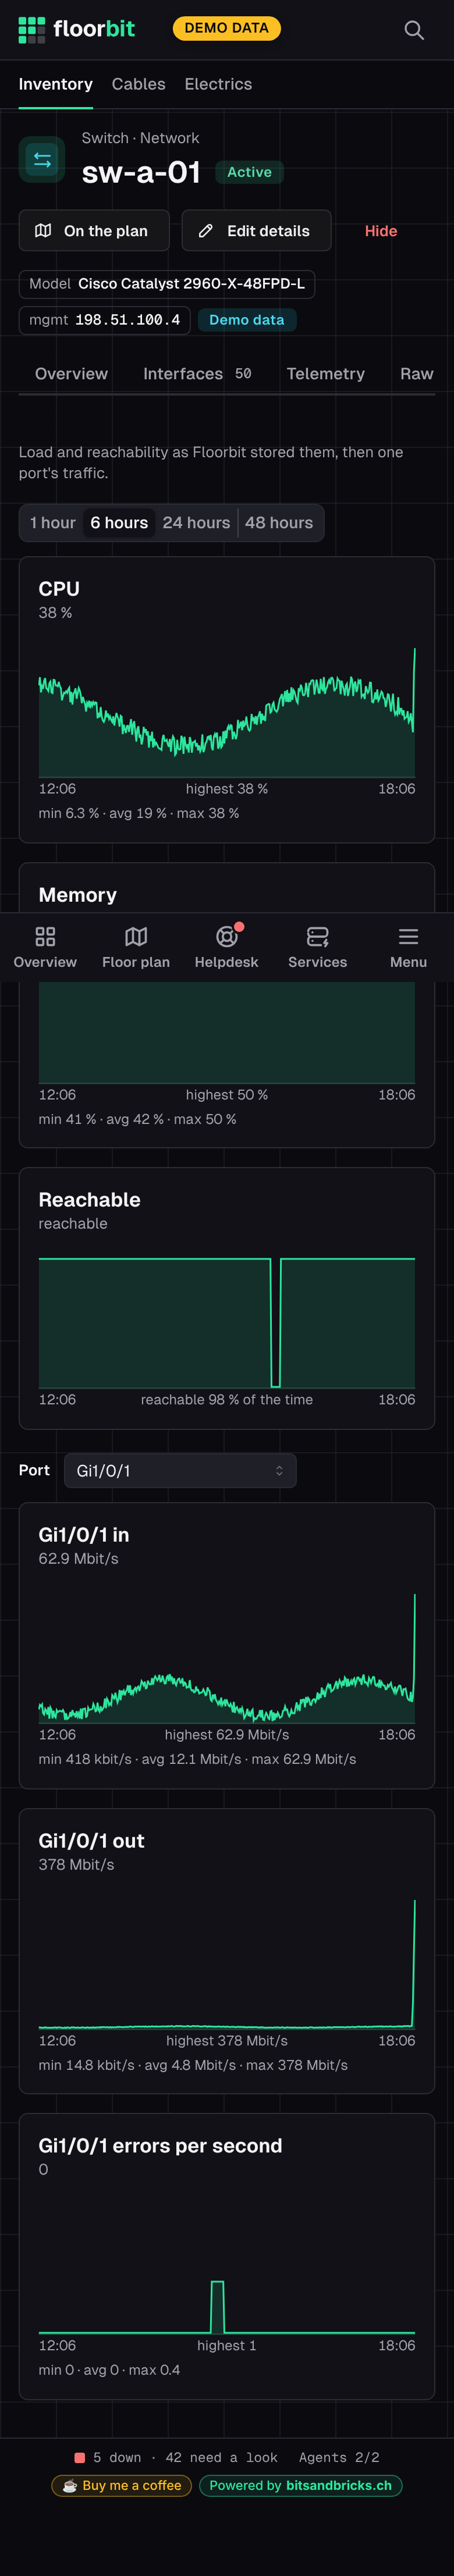 floorbit
DEMO DATA
Inventory Cables Electrics
Switch · Network
sw-a-01 Active
On the plan Edit details Hide
Model Cisco Catalyst 2960-X-48FPD-L
mgmt 198.51.100.4 Demo data
Overview Interfaces 50 Telemetry Raw
Load and reachability as Floorbit stored them, then one
port's traffic.
1 hour 6 hours 24 hours 48 hours
CPU
38 %
12:06 highest 38 % 18:06
min 6.3 % · avg 19 % · max 38 %
Memory
Overview Floor plan Helpdesk Services Menu
12:06 highest 50 % 18:06
min 41 % · avg 42 % · max 50 %
Reachable
reachable
12:06 reachable 98 % of the time 18:06
Port Gi1/0/1
Gi1/0/1 in
62.9 Mbit/s
12:06 highest 62.9 Mbit/s 18:06
min 418 kbit/s · avg 12.1 Mbit/s · max 62.9 Mbit/s
Gi1/0/1 out
378 Mbit/s
12:06 highest 378 Mbit/s 18:06
min 14.8 kbit/s · avg 4.8 Mbit/s · max 378 Mbit/s
Gi1/0/1 errors per second
0
12:06 highest 1 18:06
min 0 · avg 0 · max 0.4
5 down · 42 need a look Agents 2/2
☕ Buy me a coffee Powered by bitsandbricks.ch